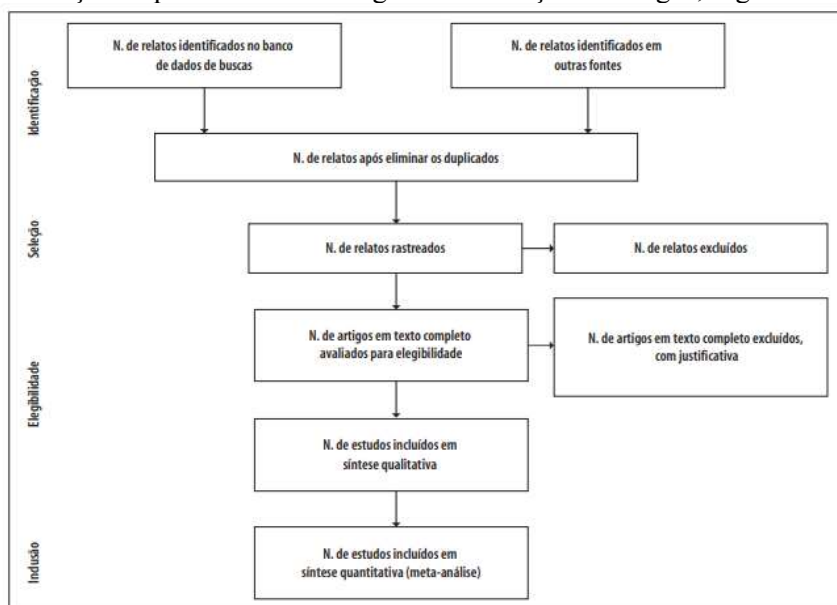 N. de relatos identificados no banco
de dados de buscas
N. de relatos identificados em
outras fontes
Identificação
N. de relatos após eliminar os duplicados
Seleção
N. de relatos rastreados
N. de relatos excluídos
N. de artigos em texto completo
avaliados para elegibilidade
N. de artigos em texto completo excluídos,
com justificativa
Elegibilidade
N. de estudos incluídos em
síntese qualitativa
Inclusão
N. de estudos incluídos em
síntese quantitativa (meta-análise)